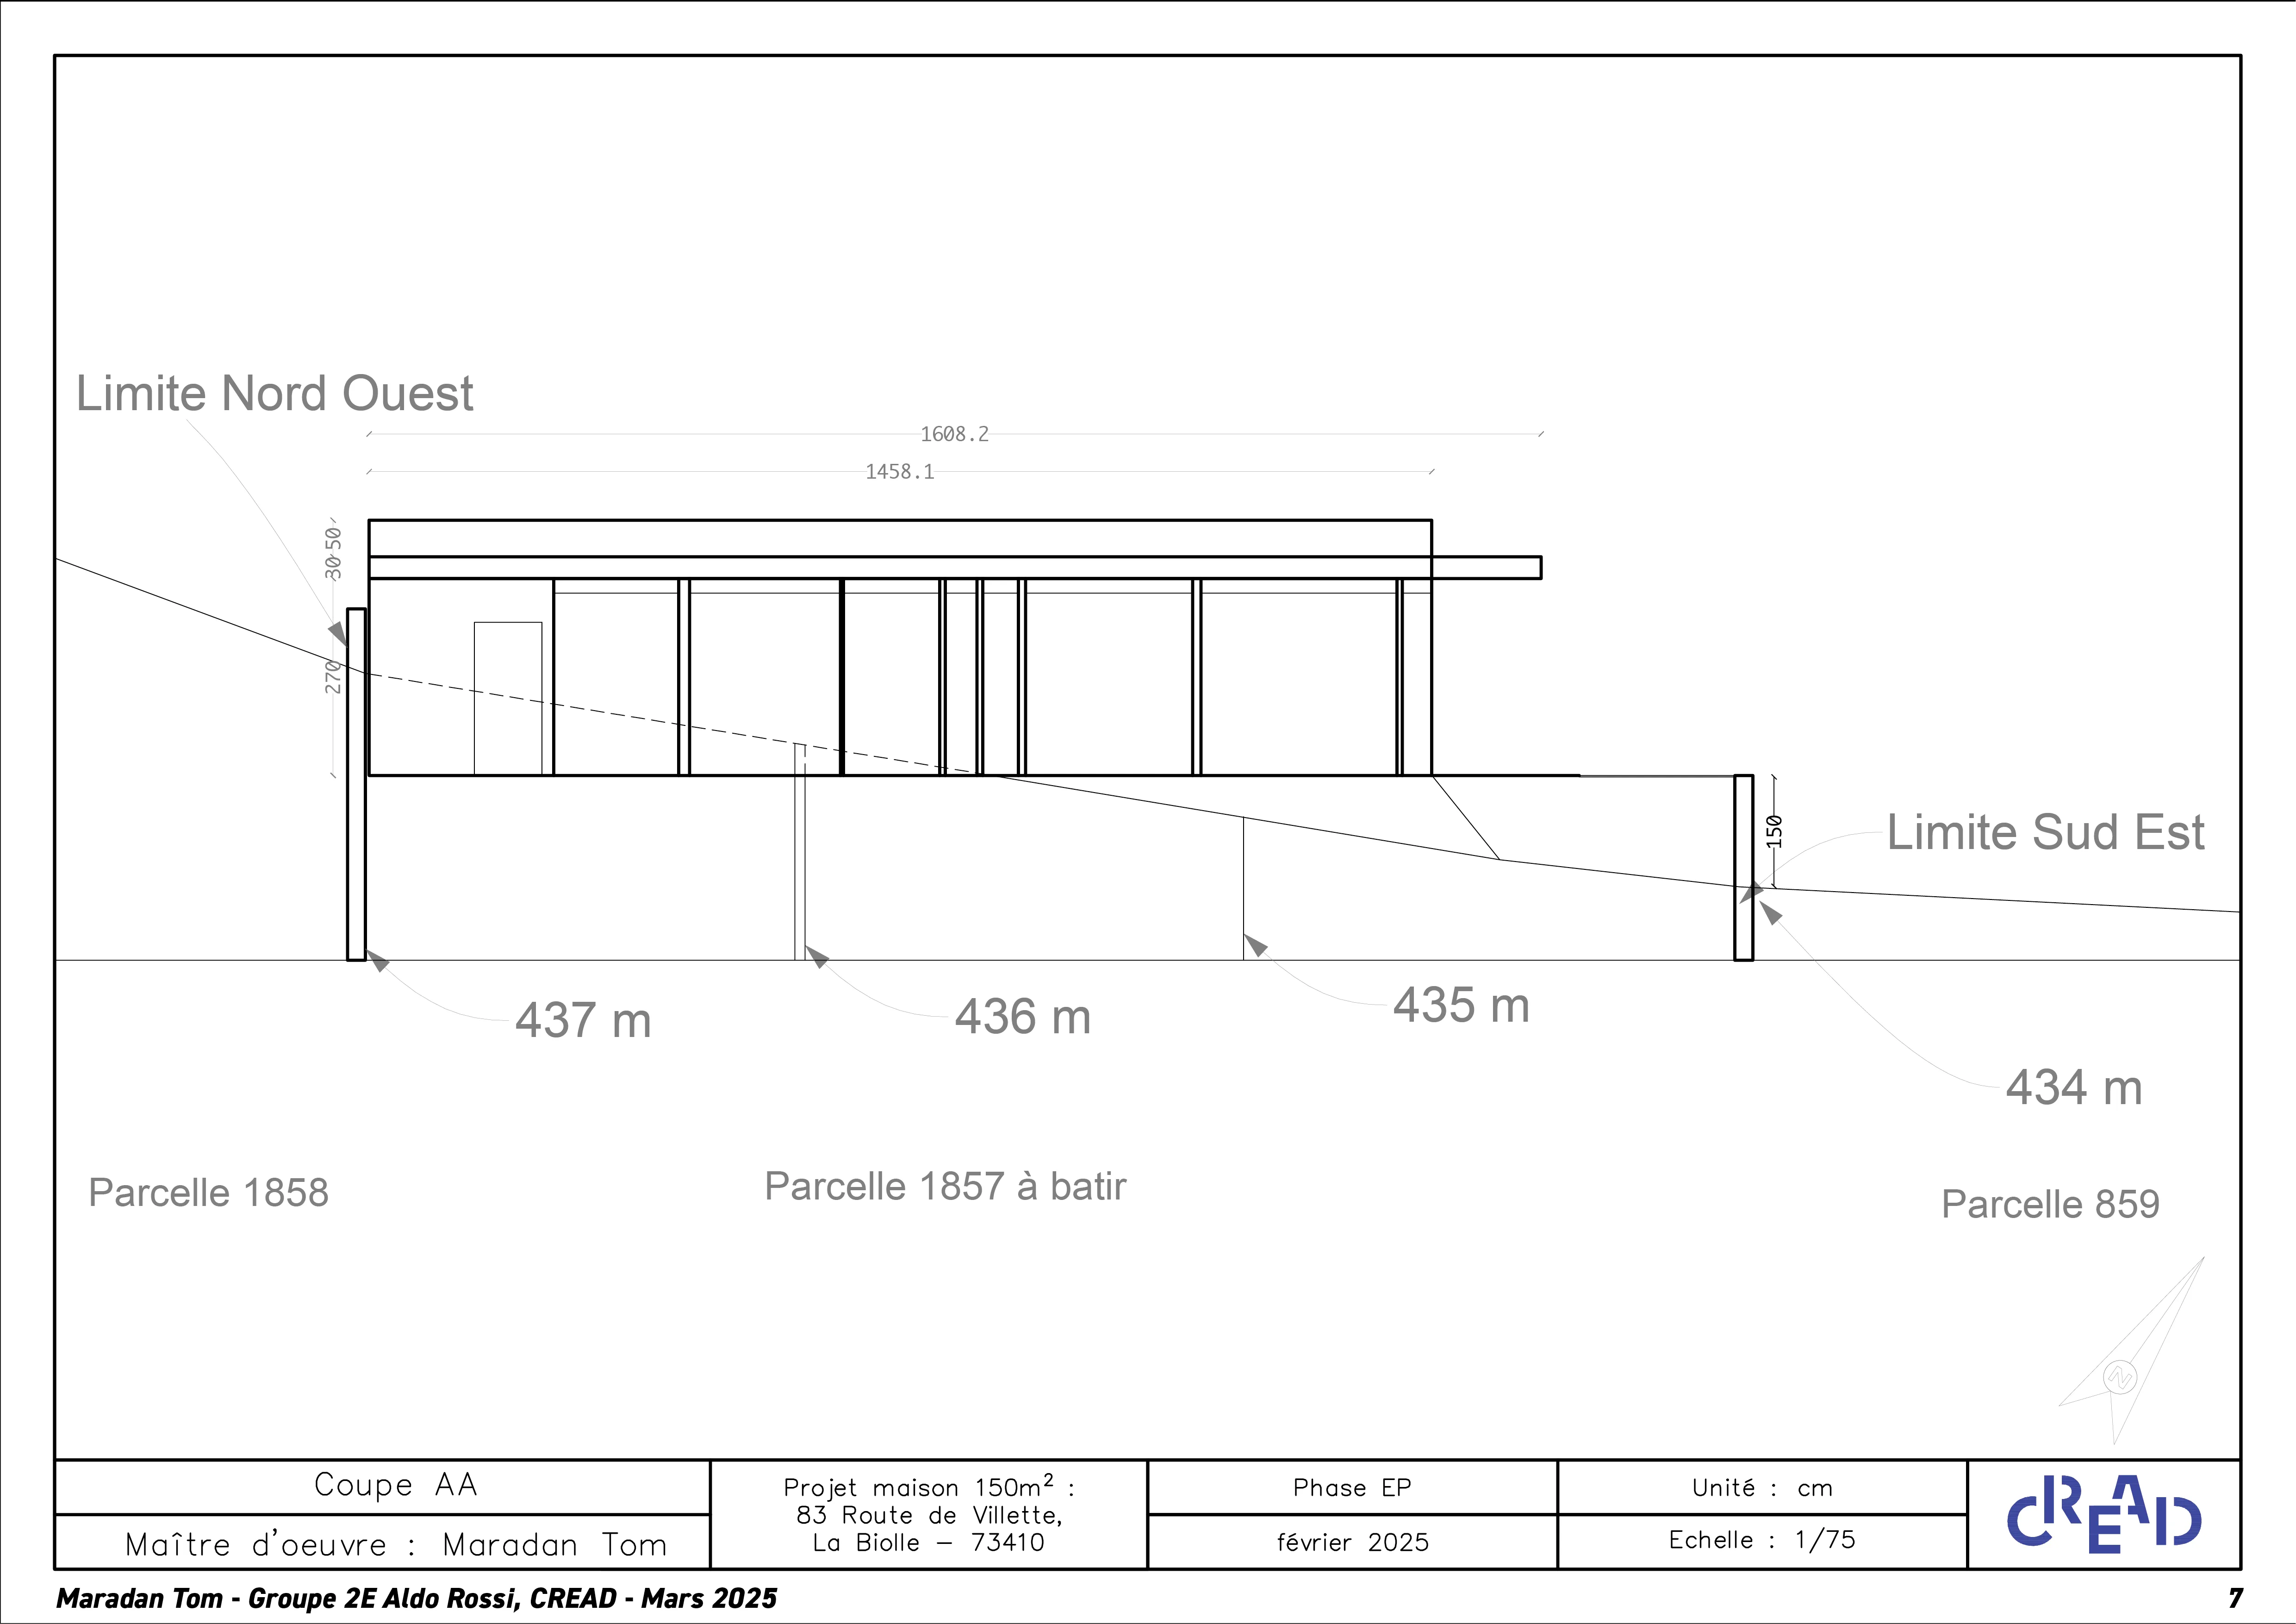 Limite Nord Ouest
1608.2
1458.1
50
30
270
150
Limite Sud Est
437 m
436 m
435 m
434 m
Parcelle 1858
Parcelle 1857 à batir
Parcelle 859
N
Coupe AA
Maître d'oeuvre : Maradan Tom
Projet maison 150m² :
83 Route de Villette,
La Biolle – 73410
Phase EP
février 2025
Unité : cm
Echelle : 1/75
CREAD
Maradan Tom - Groupe 2E Aldo Rossi, CREAD - Mars 2025
7